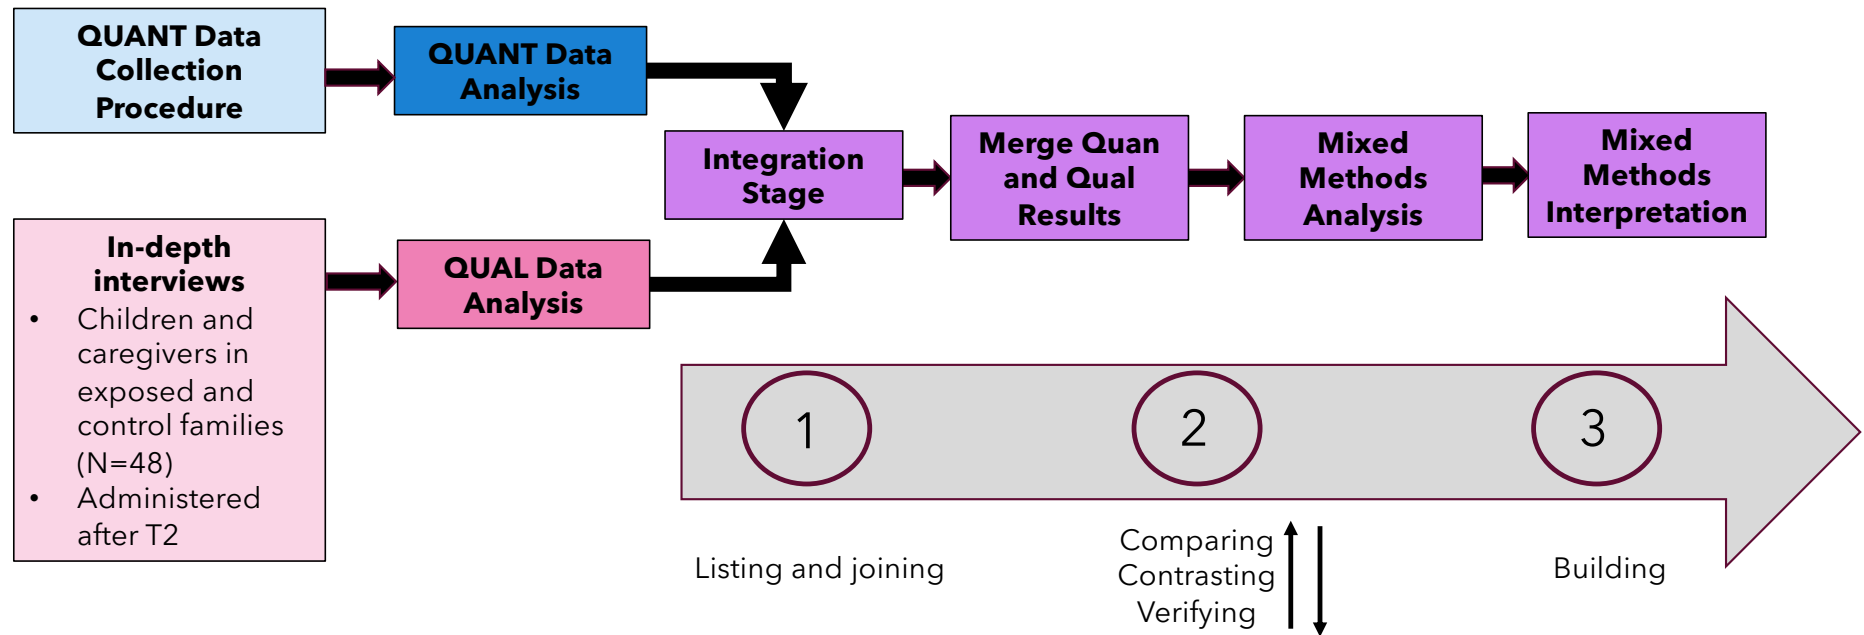 QUANT Data
Collection
Procedure
QUANT Data
Analysis
Integration
Stage
Merge Quan
and Qual
Results
Mixed
Methods
Analysis
Mixed
Methods
Interpretation
In-depth
interviews
• Children and
caregivers in
exposed and
control families
(N=48)
• Administered
after T2
QUAL Data
Analysis
1
2
3
Listing and joining
Comparing
Contrasting
Verifying
Building